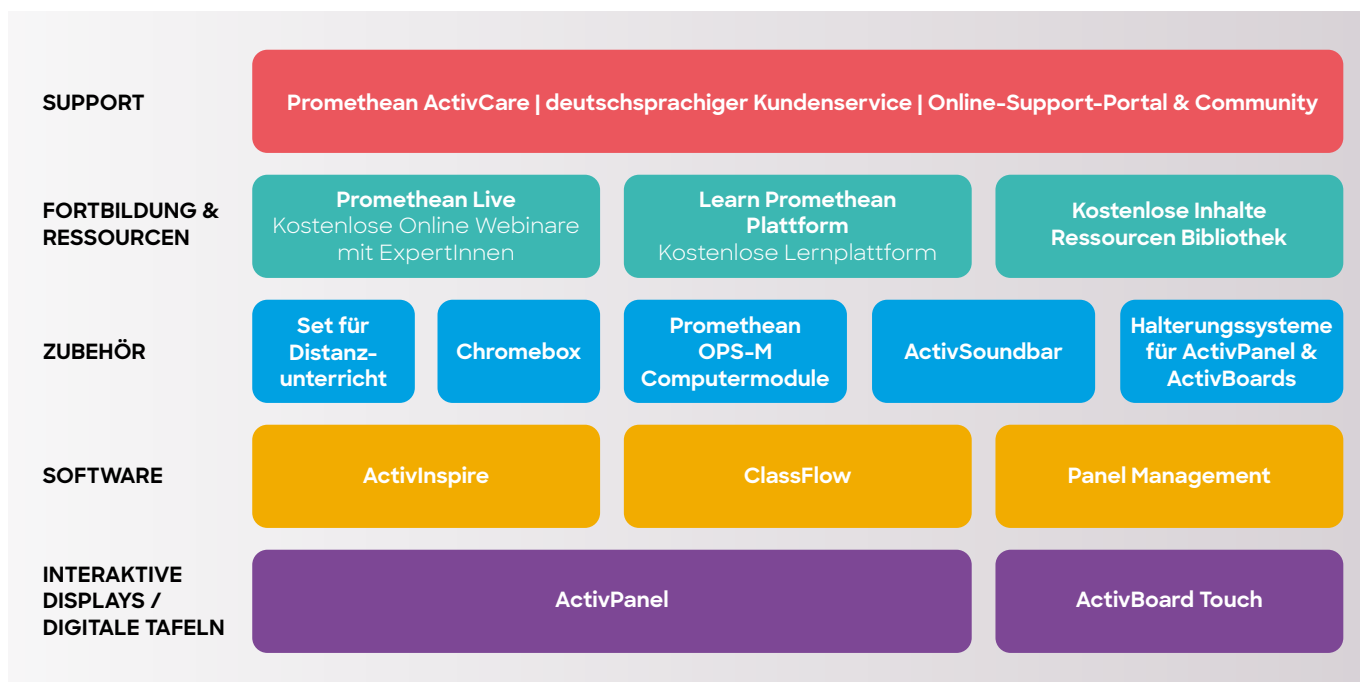 SUPPORT
Promethean ActivCare | deutschsprachiger Kundenservice | Online-Support-Portal & Community
FORTBILDUNG &
RESSOURCEN
Promethean Live
Kostenlose Online Webinare
mit ExpertInnen
Learn Promethean
Plattform
Kostenlose Lernplattform
Kostenlose Inhalte
Ressourcen Bibliothek
ZUBEHÖR
Set für
Distanz-
unterricht
Chromebox
Promethean
OPS-M
Computermodule
ActivSoundbar
Halterungssysteme
für ActivPanel &
ActivBoards
SOFTWARE
ActivInspire
ClassFlow
Panel Management
INTERAKTIVE
DISPLAYS /
DIGITALE TAFELN
ActivPanel
ActivBoard Touch